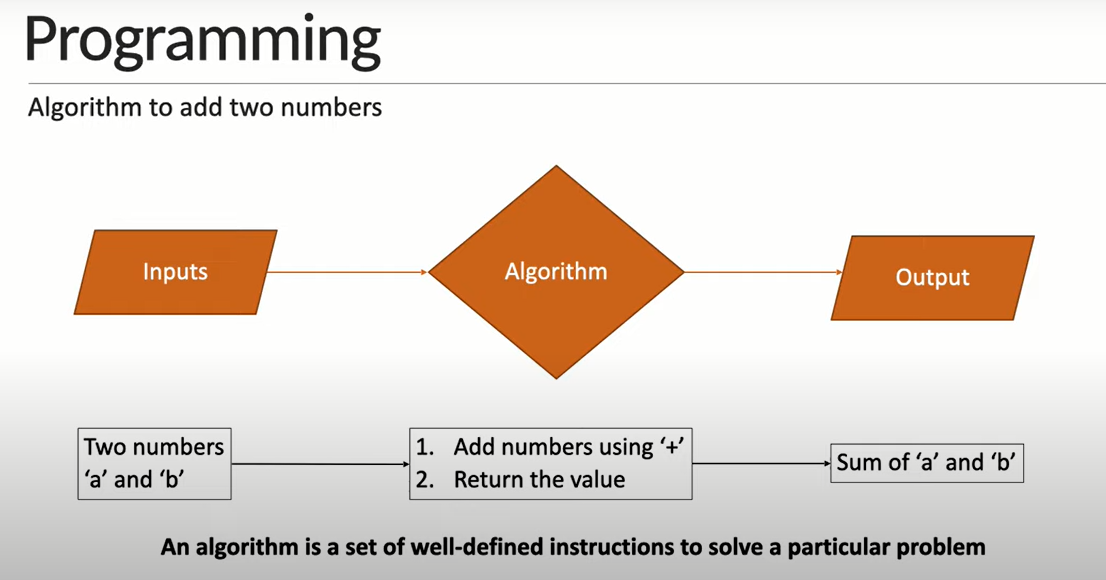 Programming
Algorithm to add two numbers
Inputs
Algorithm
Output
Two numbers
‘a’ and ‘b’
1. Add numbers using ‘+’
2. Return the value
Sum of ‘a’ and ‘b’
An algorithm is a set of well-defined instructions to solve a particular problem